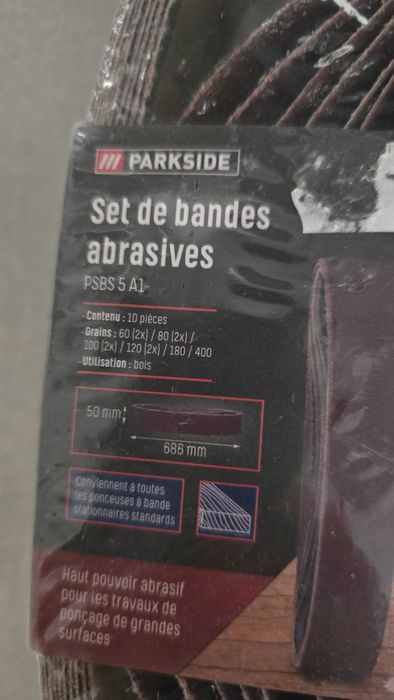 /// PARKSIDE
Set de bandes
abrasives
PSBS 5 A1
- Contenu : 10 pièces
- Grains : 60 (2x) / 80 (2x) /
100 (2x) / 120 (2x) / 180 / 400
- Utilisation : bois
50 mm
686 mm
Conviennent à toutes
les ponceuses à bande
stationnaires standards
Haut pouvoir abrasif
pour les travaux de
ponçage de grandes
surfaces